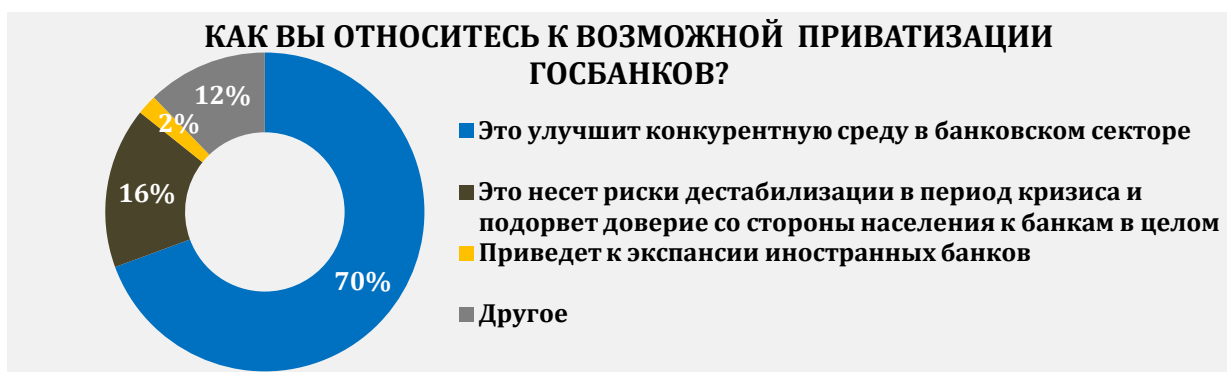 КАК ВЫ ОТНОСИТЕСЬ К ВОЗМОЖНОЙ ПРИВАТИЗАЦИИ
ГОСБАНКОВ?
12%
2%
16%
70%
Это улучшит конкурентную среду в банковском секторе
Это несет риски дестабилизации в период кризиса и
подорвет доверие со стороны населения к банкам в целом
Приведет к экспансии иностранных банков
Другое